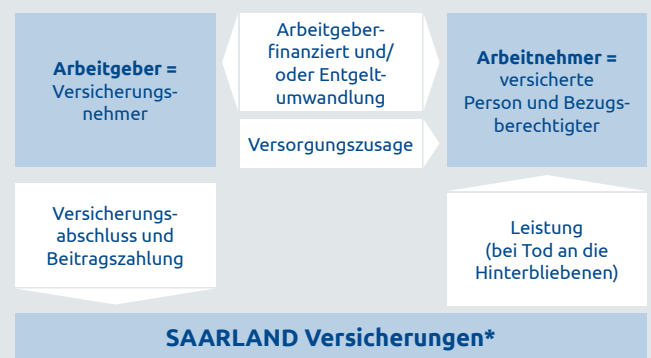 Arbeitgeber =
Versicherungs-
nehmer
Arbeitgeber-
finanziert und/
oder Entgelt-
umwandlung
Versorgungszusage
Arbeitnehmer =
versicherte
Person und Bezugs-
berechtigter
Versicherungs-
abschluss und
Beitragszahlung
Leistung
(bei Tod an die
Hinterbliebenen)
SAARLAND Versicherungen*